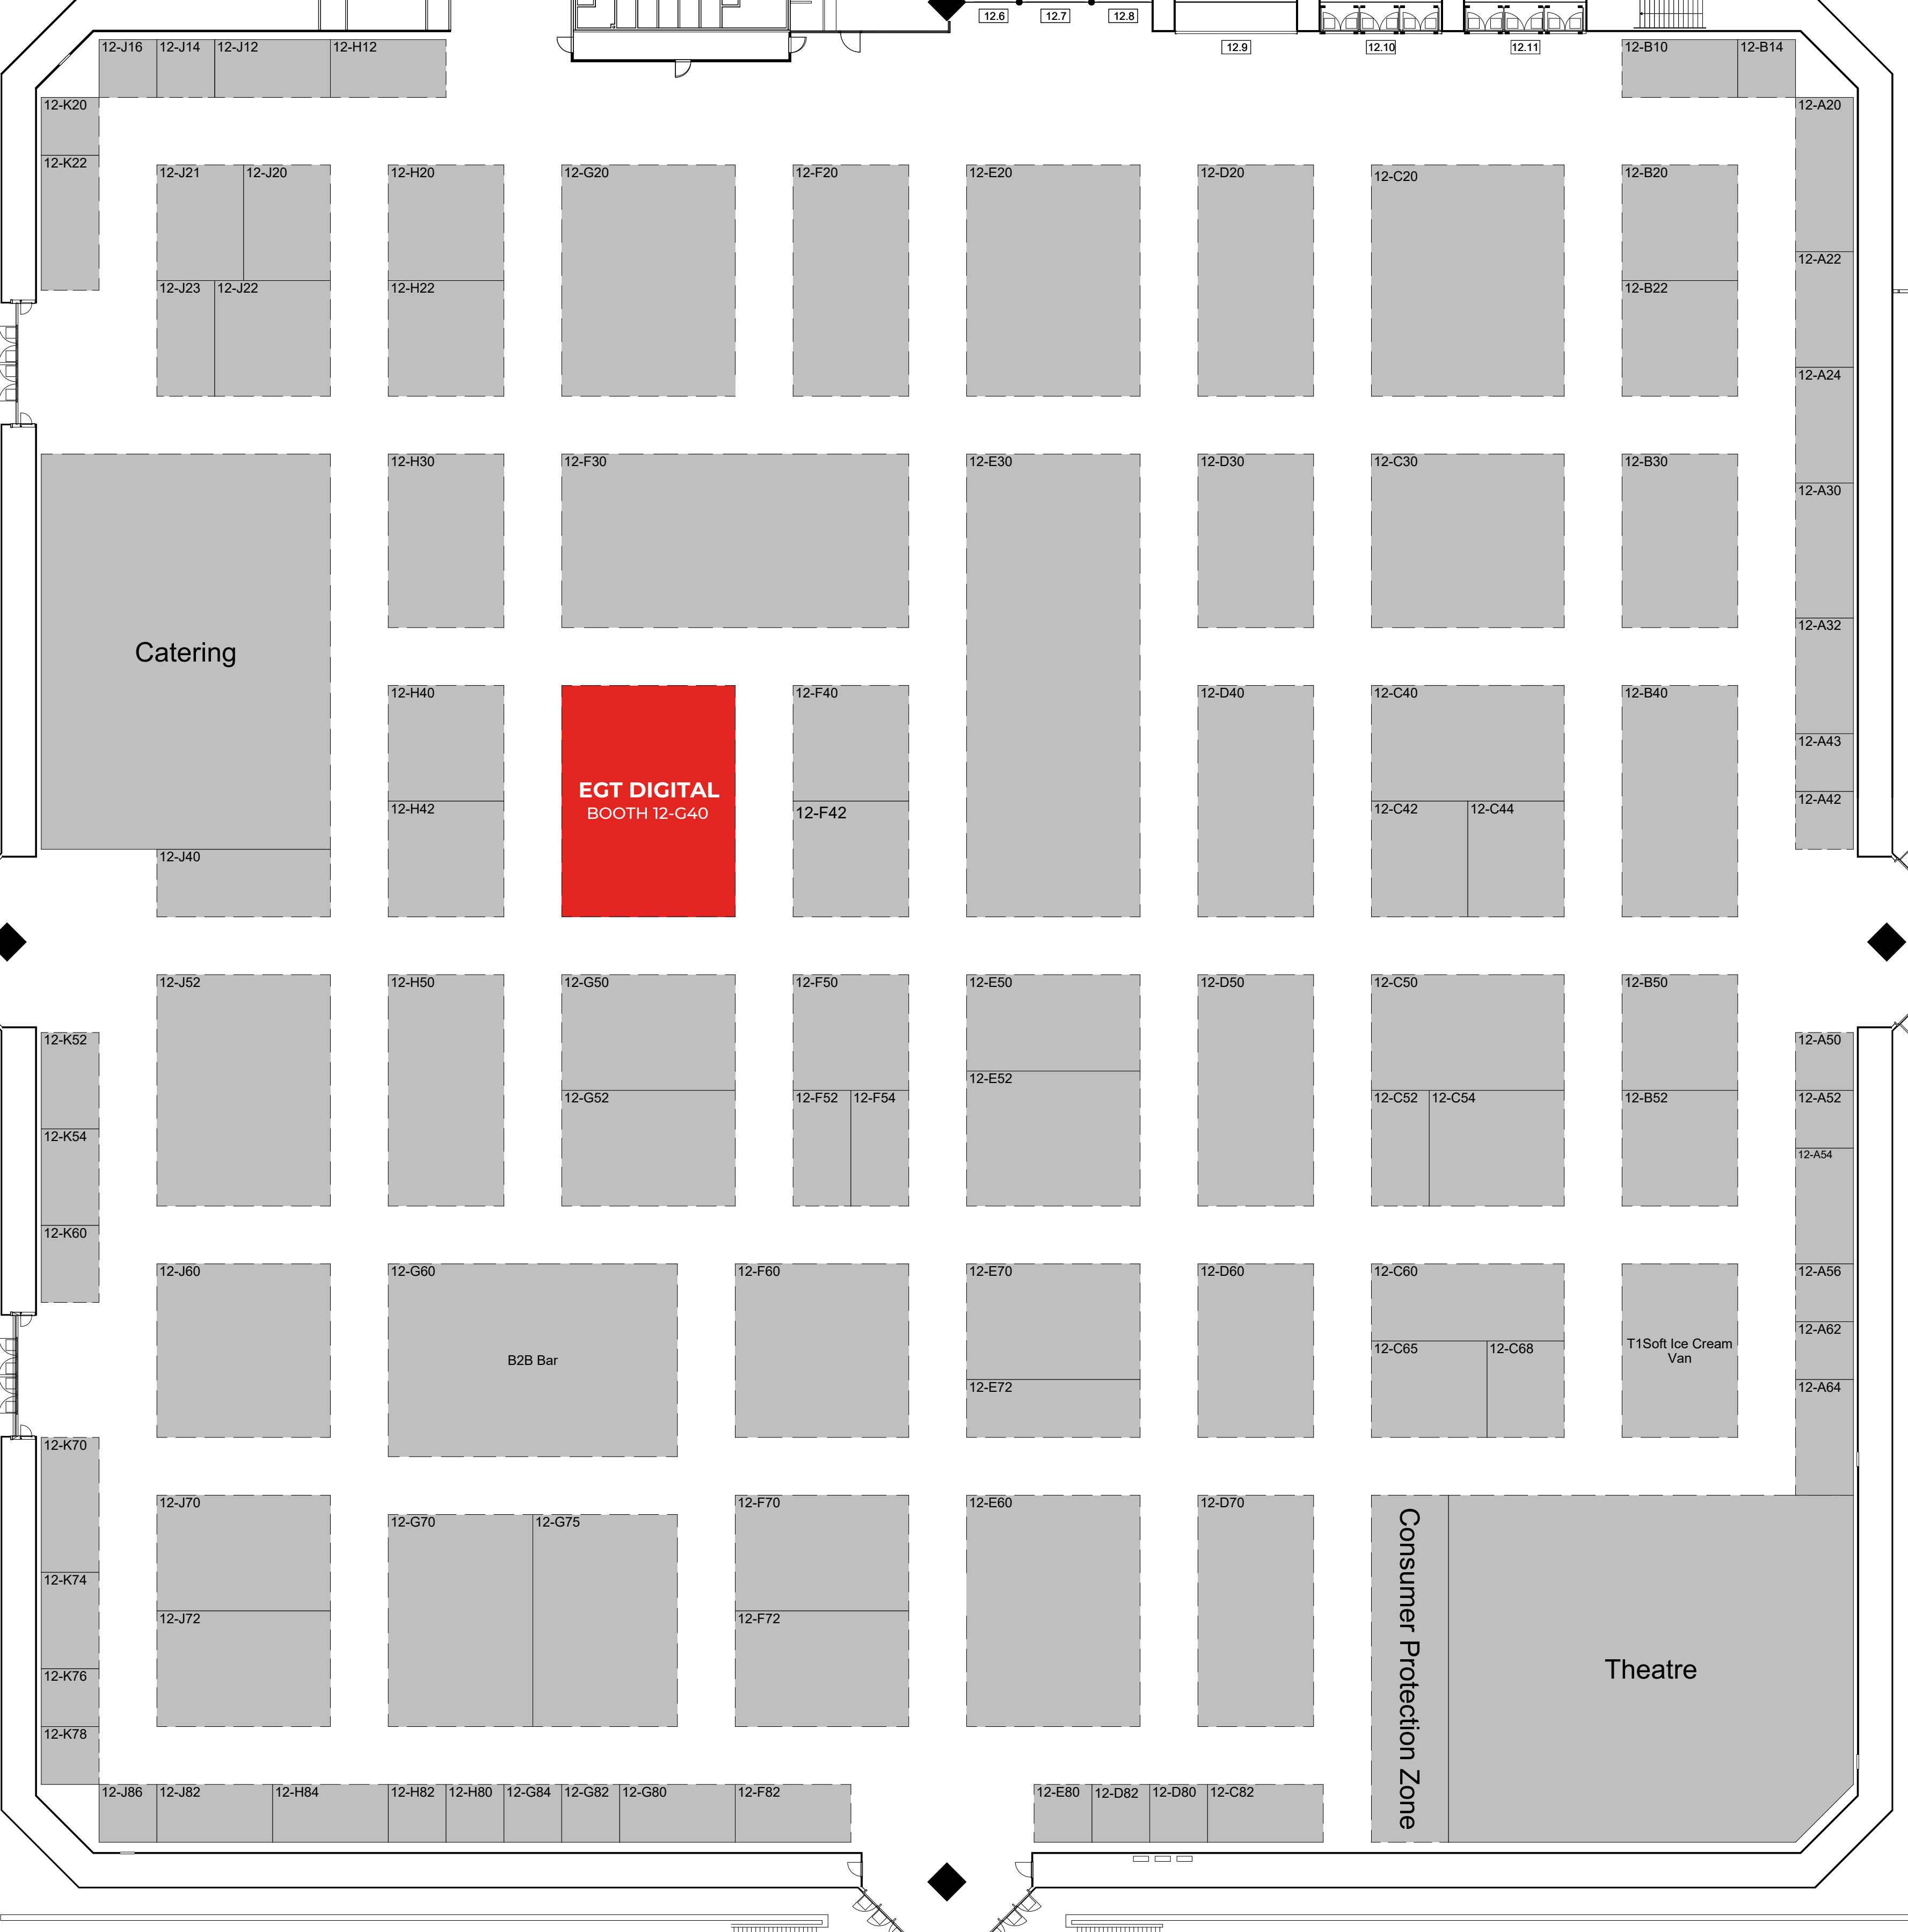 12.6 12.7 12.8
12.9 12.10 12.11
12-J16 12-J14 12-J12 12-H12 12-B10 12-B14
12-K20 12-A20
12-K22
12-J21 12-J20 12-H20 12-G20 12-F20 12-E20 12-D20 12-C20 12-B20
12-A22
12-J23 12-J22 12-H22 12-B22
12-A24
12-H30 12-F30 12-E30 12-D30 12-C30 12-B30
12-A30
12-A32
Catering
12-H40 12-F40 12-D40 12-C40 12-B40
12-A43
EGT DIGITAL
BOOTH 12-G40
12-H42 12-F42 12-C42 12-C44 12-A42
12-J40
12-J52 12-H50 12-G50 12-F50 12-E50 12-D50 12-C50 12-B50
12-K52 12-A50
12-E52
12-G52 12-F52 12-F54 12-C52 12-C54 12-B52 12-A52
12-K54
12-A54
12-K60
12-J60 12-G60 12-F60 12-E70 12-D60 12-C60 12-A56
12-A62
T1Soft Ice Cream
Van
12-C65 12-C68
B2B Bar
12-E72 12-A64
12-K70
12-J70 12-F70 12-E60 12-D70
12-G70 12-G75
Consumer Protection Zone
12-K74
12-J72 12-F72
Theatre
12-K76
12-K78
12-J86 12-J82 12-H84 12-H82 12-H80 12-G84 12-G82 12-G80 12-F82 12-E80 12-D82 12-D80 12-C82